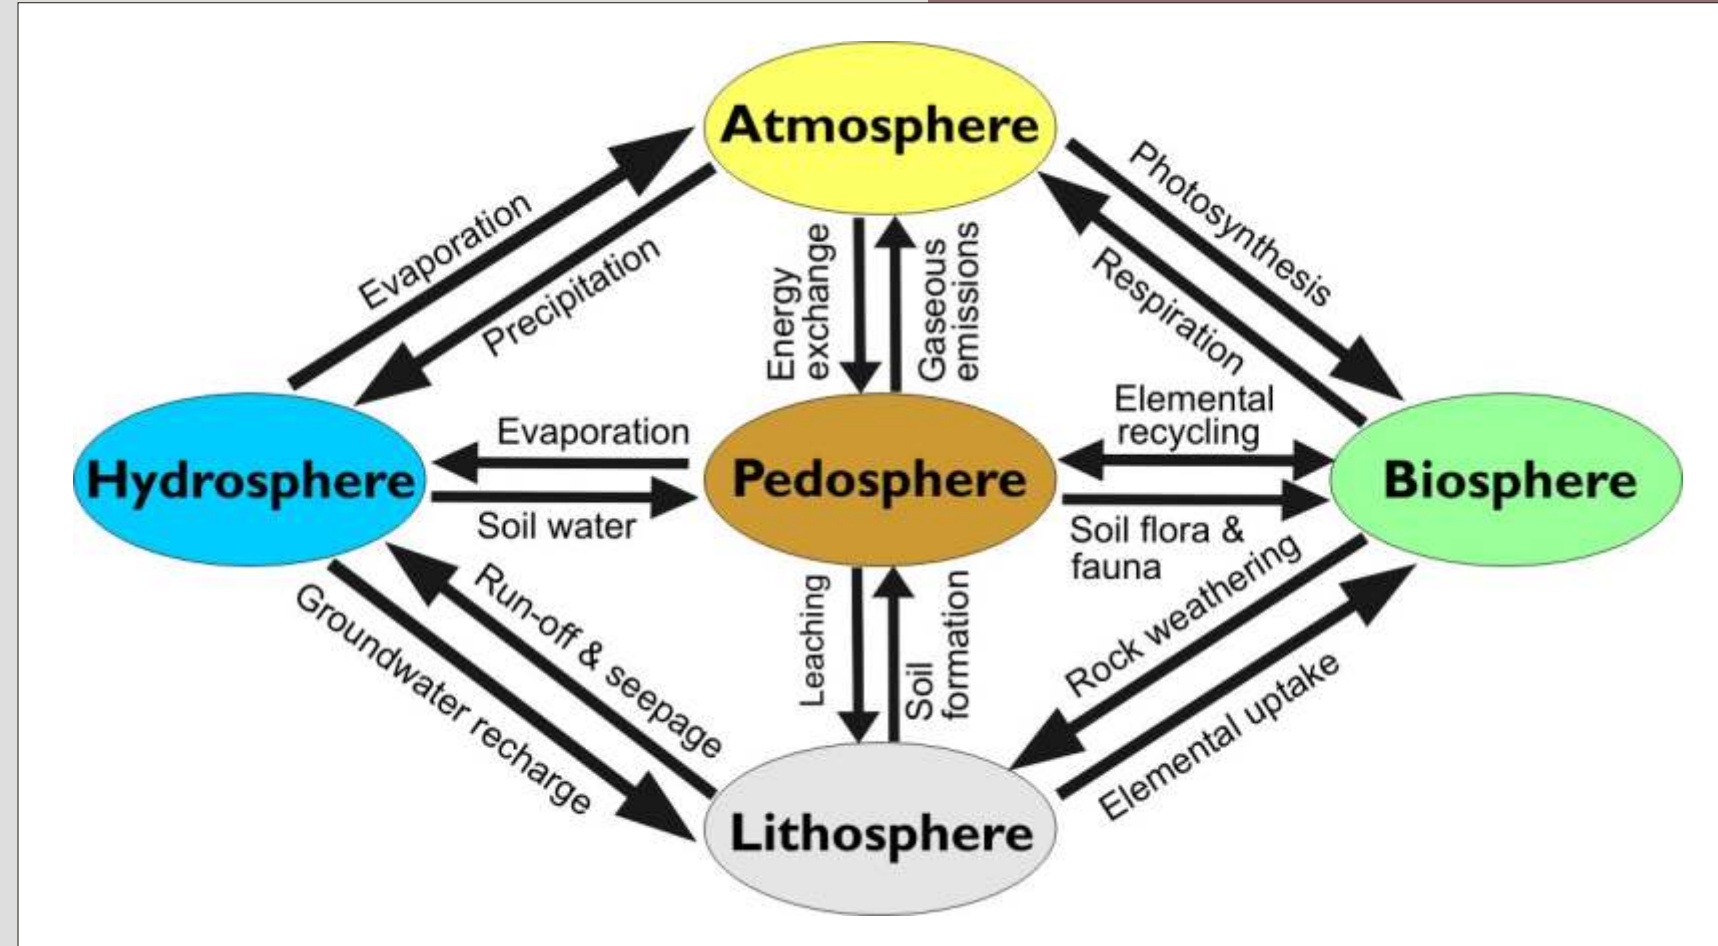 Atmosphere
Evaporation
Precipitation
Energy
exchange
Gaseous
emissions
Photosynthesis
Respiration
Hydrosphere
Evaporation
Soil water
Pedosphere
Elemental
recycling
Soil flora &
fauna
Biosphere
Groundwater recharge
Run-off & seepage
Leaching
Soil
formation
Rock weathering
Elemental uptake
Lithosphere